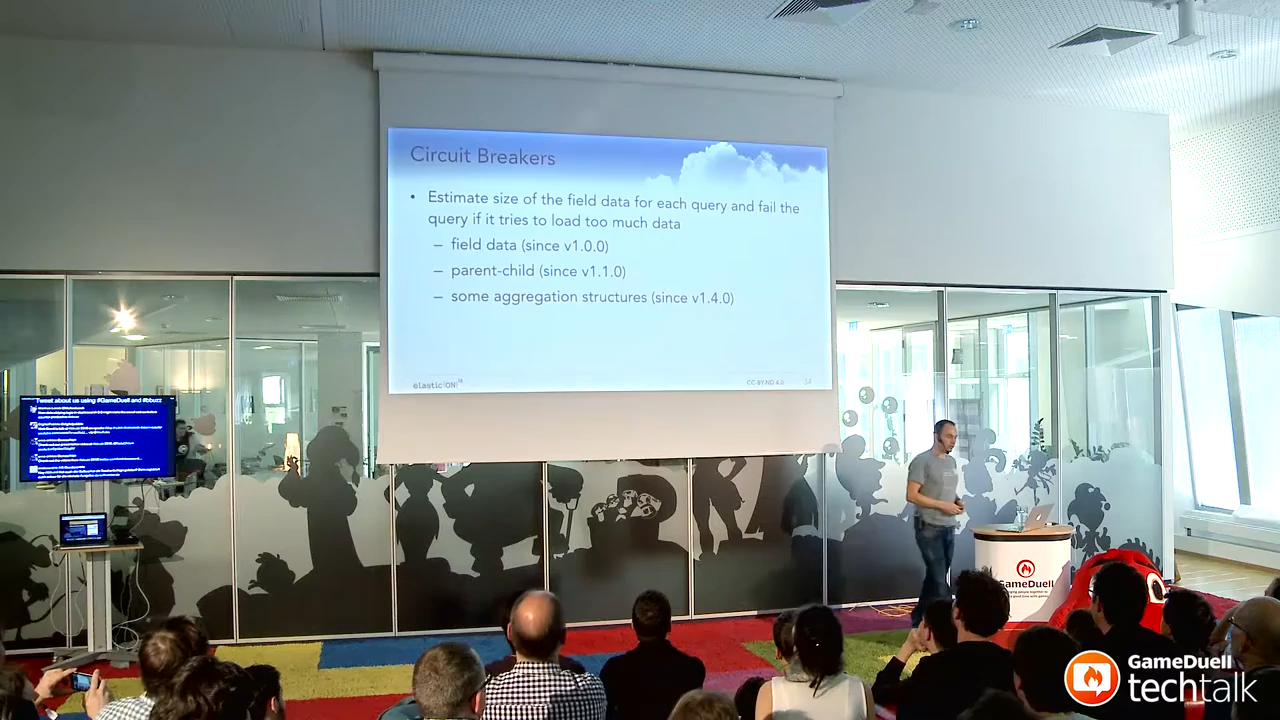 Circuit Breakers
• Estimate size of the field data for each query and fail the
query if it tries to load too much data
– field data (since v1.0.0)
– parent-child (since v1.1.0)
– some aggregation structures (since v1.4.0)
elastic(ON)
CC-BY-ND 4.0
34
Tweet about us using #GameDuell and #bbuzz
GameDuell
GameDuell
techtalk